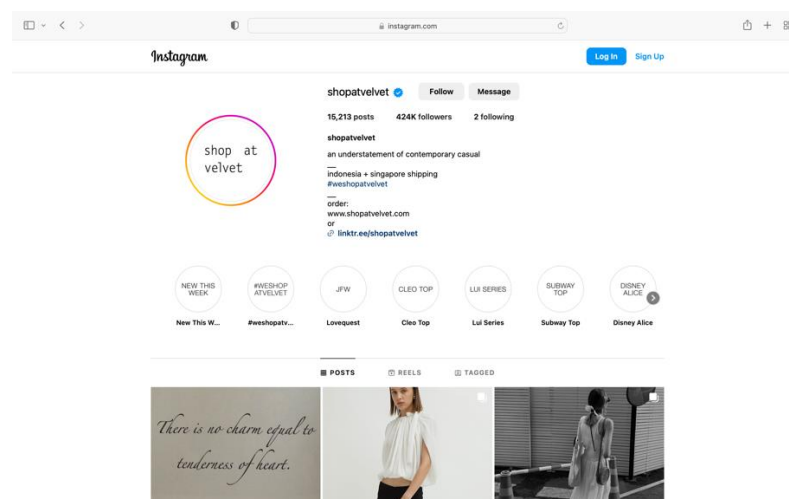 instagram.com
Instagram
Log In
Sign Up
shopatvelvet
Follow
Message
15,213 posts
424K followers
2 following
shopatvelvet
an understatement of contemporary casual
__
indonesia + singapore shipping
#weshopatvelvet
__
order:
www.shopatvelvet.com
or
linktr.ee/shopatvelvet
shop at
velvet
NEW THIS
WEEK
#WESHOP
ATVELVET
JFW
CLEO TOP
LUI SERIES
SUBWAY
TOP
DISNEY
ALICE
New This W...
#weshopatv...
Lovequest
Cleo Top
Lui Series
Subway Top
Disney Alice
POSTS
REELS
TAGGED
There is no charm equal to
tenderness of heart.